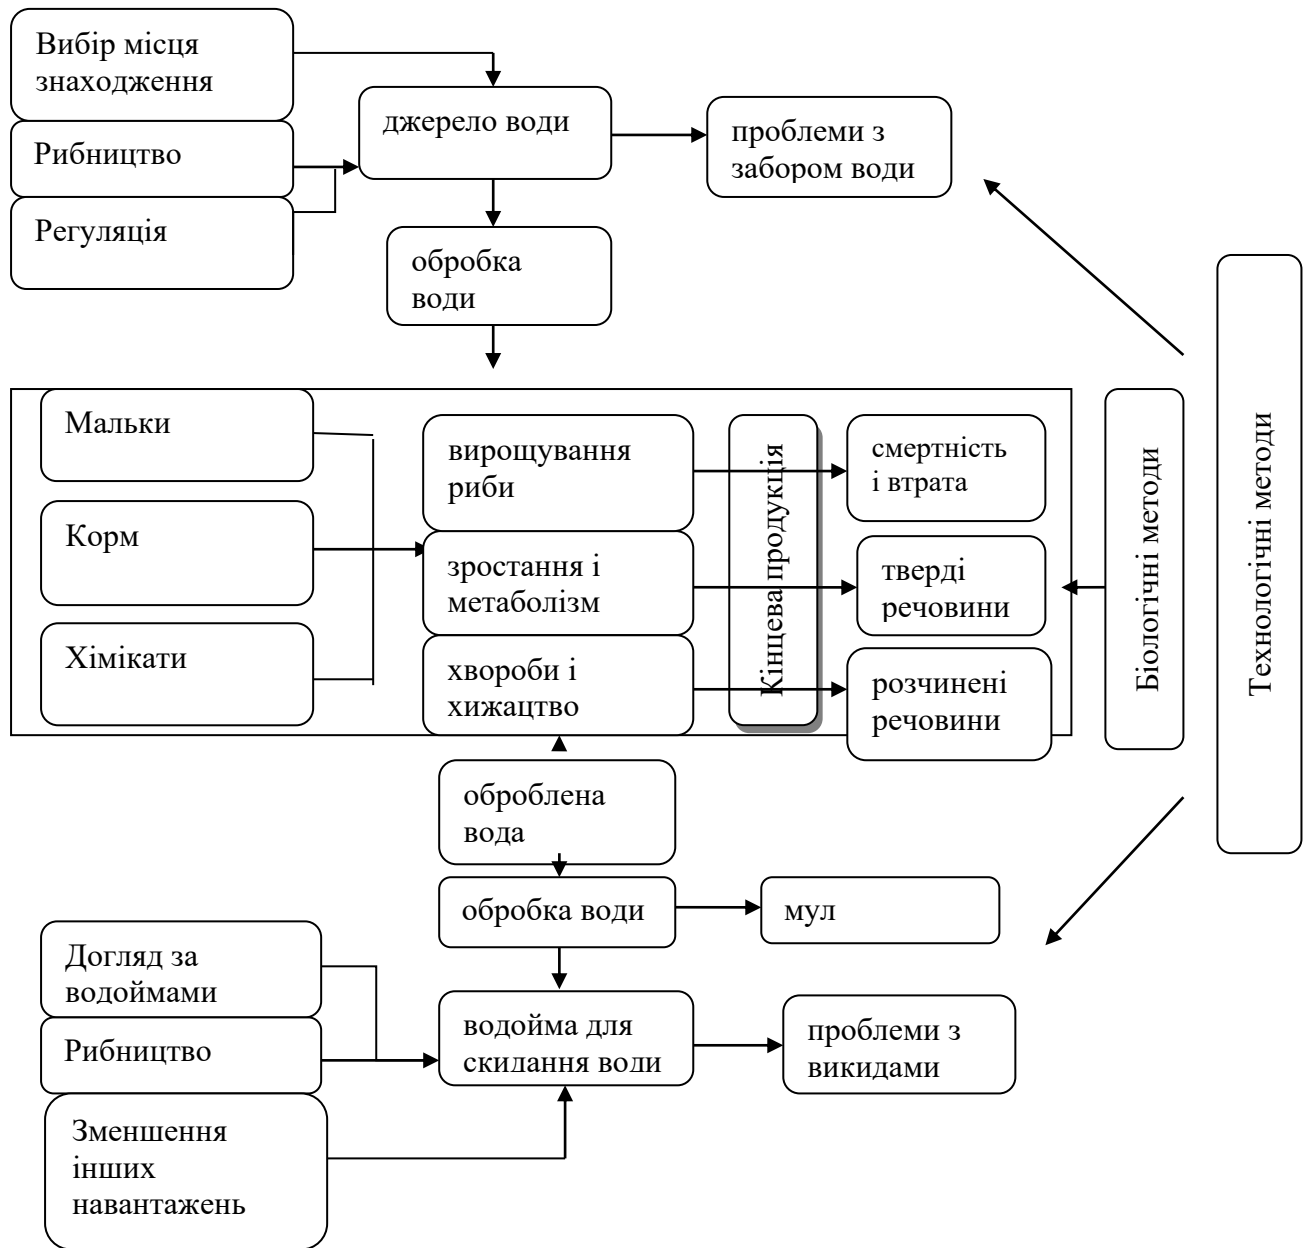 Вибір місця
знаходження
джерело води
проблеми з
забором води
Рибництво
Регуляція
обробка
води
Мальки
Корм
Хімікати
вирощування
риби
зростання і
метаболізм
хвороби і
хижацтво
Кінцева продукція
смертність
і втрата
тверді
речовини
розчинені
речовини
Біологічні методи
Технологічні методи
оброблена
вода
обробка води
мул
Догляд за
водоймами
Рибництво
Зменшення
інших
навантажень
водойма для
скидання води
проблеми з
викидами